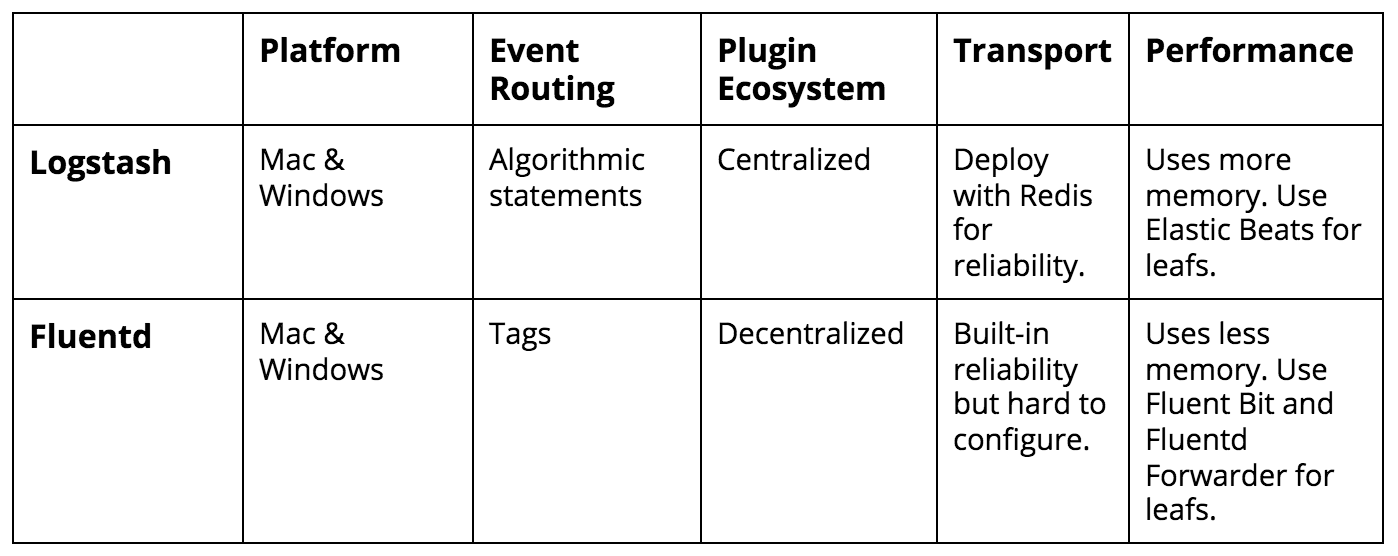 Platform
Event
Routing
Plugin
Ecosystem
Transport
Performance
Logstash
Mac &
Windows
Algorithmic
statements
Centralized
Deploy
with Redis
for
reliability.
Uses more
memory. Use
Elastic Beats for
leafs.
Fluentd
Mac &
Windows
Tags
Decentralized
Built-in
reliability
but hard to
configure.
Uses less
memory. Use
Fluent Bit and
Fluentd
Forwarder for
leafs.